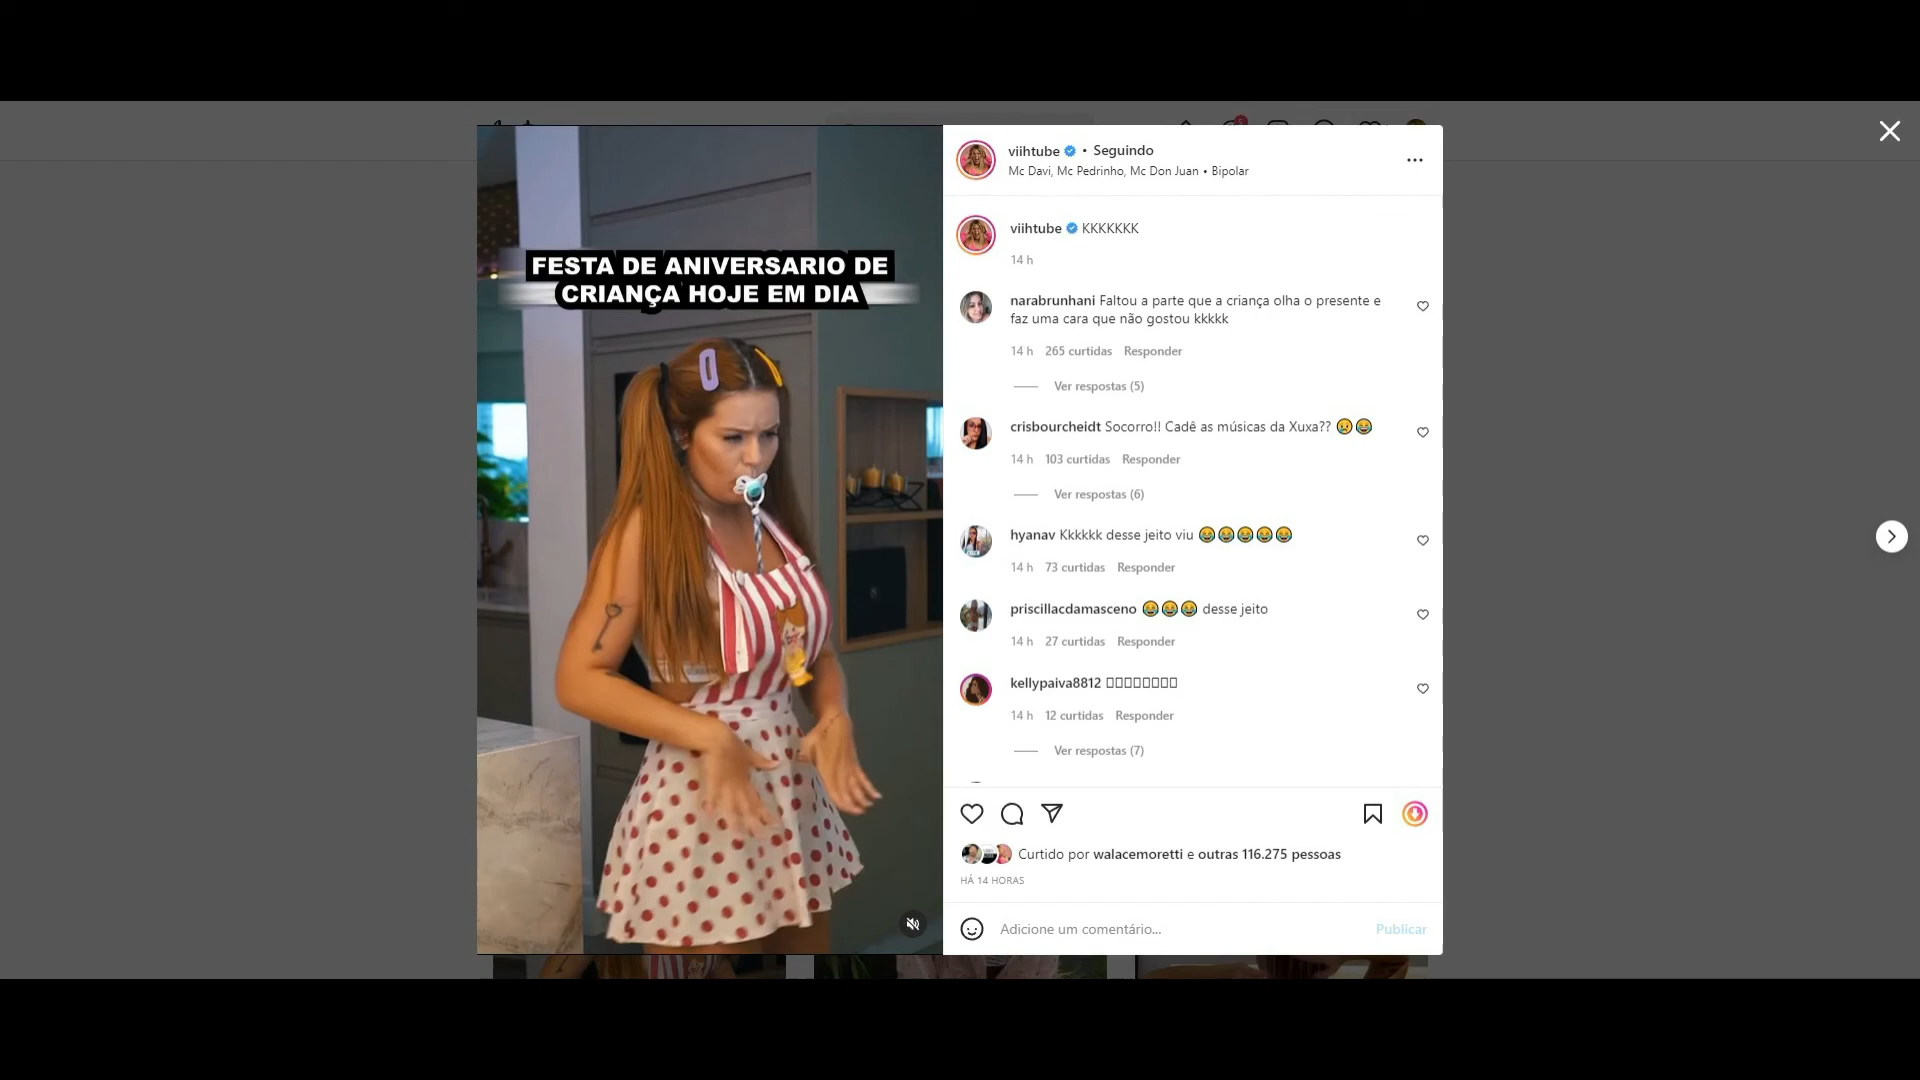 FESTA DE ANIVERSARIO DE
CRIANÇA HOJE EM DIA
viihtube • Seguindo
Mc Davi, Mc Pedrinho, Mc Don Juan • Bipolar
viihtube KKKKKKK
14 h
narabrunhani Faltou a parte que a criança olha o presente e
faz uma cara que não gostou kkkkk
14 h 265 curtidas Responder
Ver respostas (5)
crisbourcheidt Socorro!! Cadê as músicas da Xuxa?? 😢😂
14 h 103 curtidas Responder
Ver respostas (6)
hyanav Kkkkkk desse jeito viu 😂😂😂😂😂
14 h 73 curtidas Responder
priscillacdamasceno 😂😂😂 desse jeito
14 h 27 curtidas Responder
kellypaiva8812 ▯▯▯▯▯▯▯▯
14 h 12 curtidas Responder
Ver respostas (7)
Curtido por walacemoretti e outras 116.275 pessoas
HÁ 14 HORAS
Adicione um comentário...
Publicar